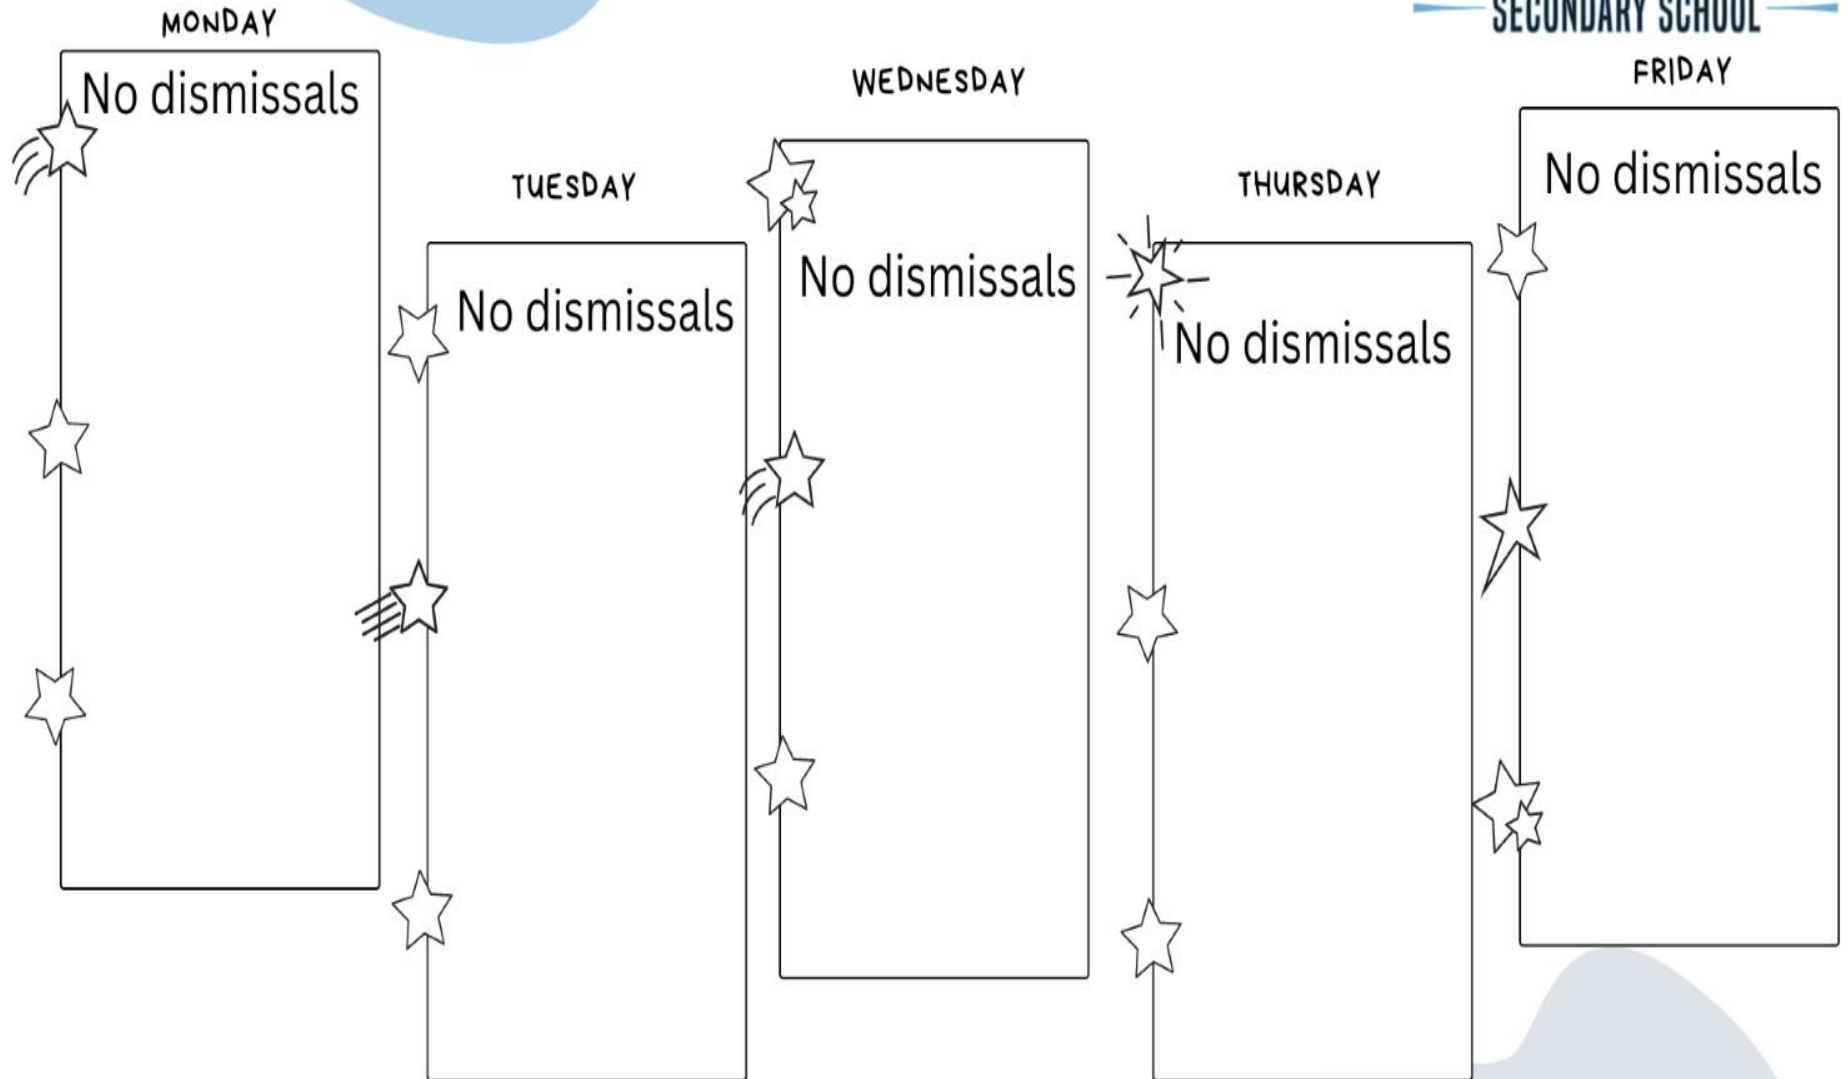 MONDAY
No dismissals
TUESDAY
No dismissals
WEDNESDAY
No dismissals
THURSDAY
No dismissals
SECONDARY SCHOOL
FRIDAY
No dismissals